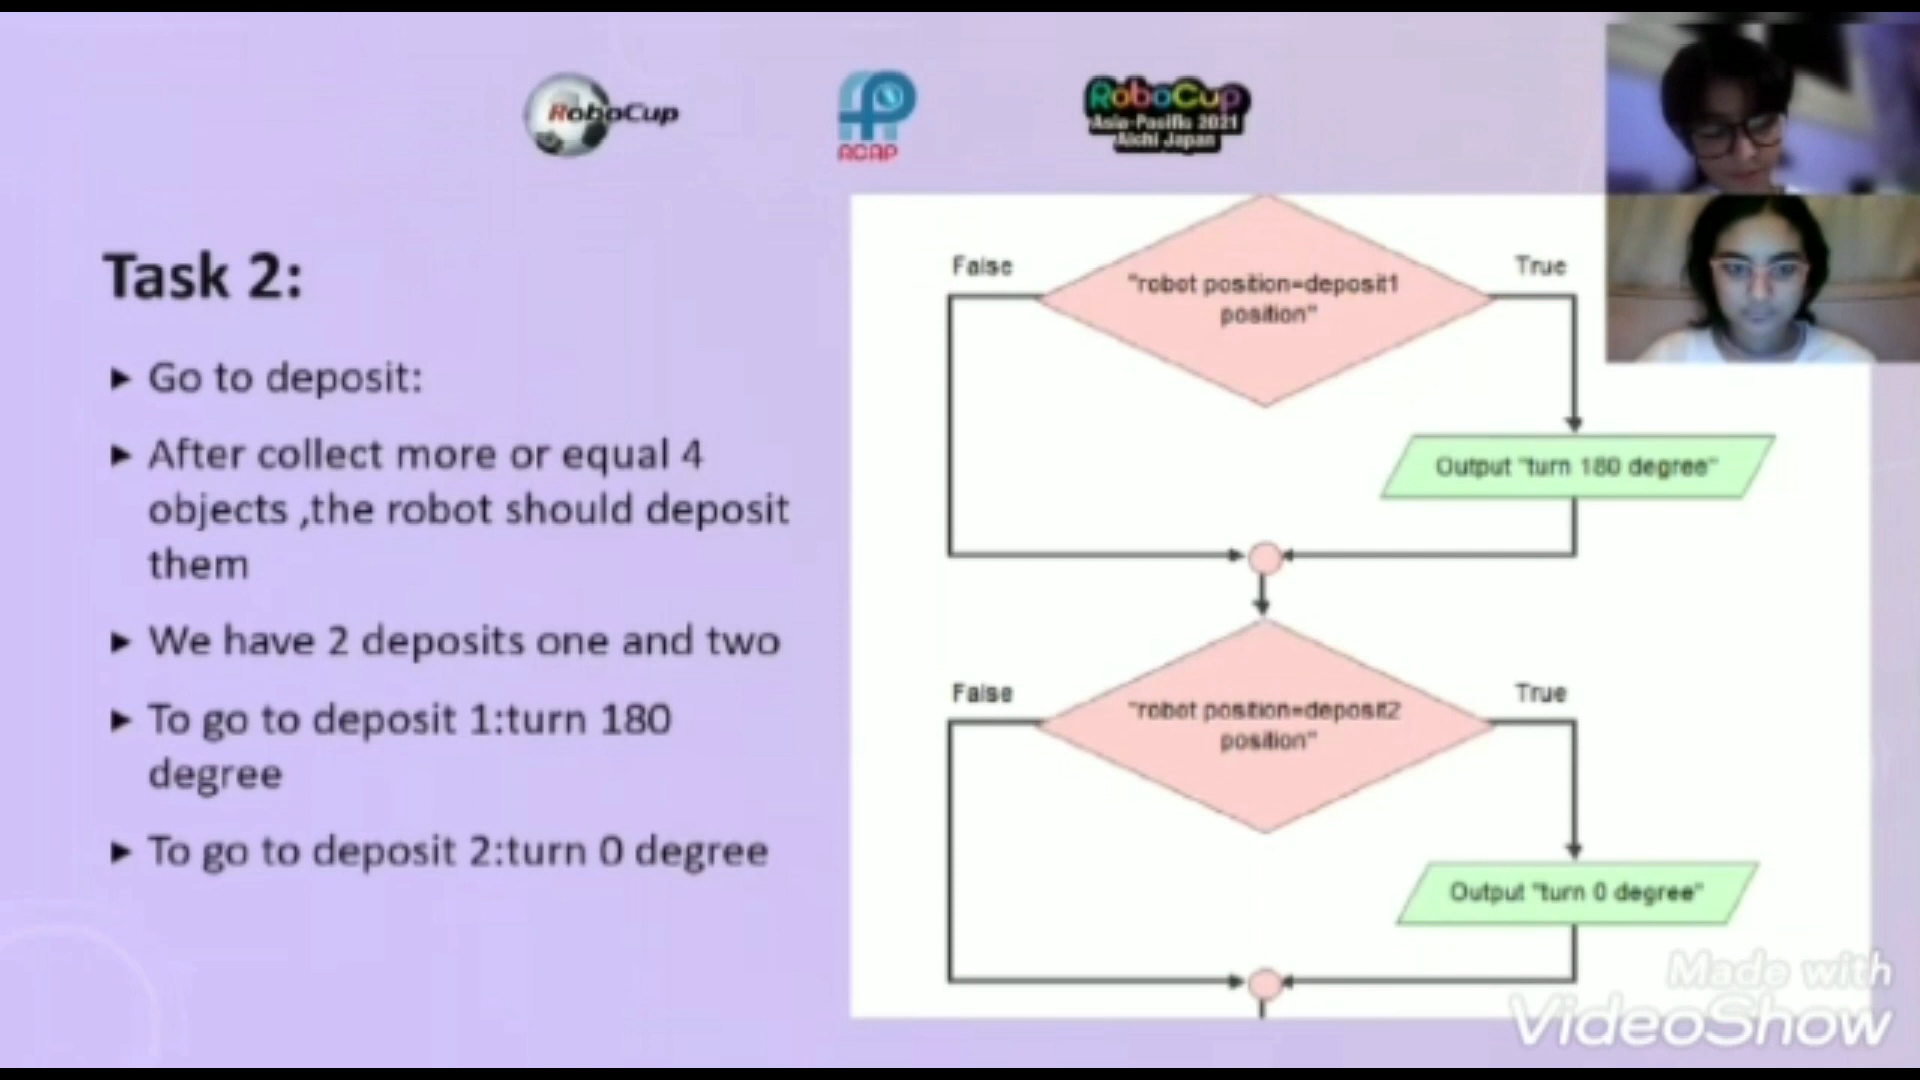 RoboCup
ACAP
RoboCup
Asia-Pacific 2021
Aichi Japan
Task 2:
Go to deposit:
After collect more or equal 4
objects ,the robot should deposit
them
We have 2 deposits one and two
To go to deposit 1:turn 180
degree
To go to deposit 2:turn 0 degree
False
"robot position=deposit1
position"
True
Output "turn 180 degree"
False
"robot position=deposit2
position"
True
Output "turn 0 degree"
Made with
VideoShow